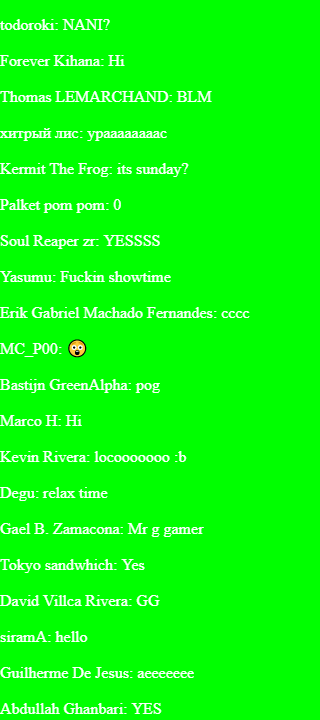 todoroki: NANI?
Forever Kihana: Hi
Thomas LEMARCHAND: BLM
хитрый лис: урааааааас
Kermit The Frog: its sunday?
Palket pom pom: 0
Soul Reaper zr: YESSSS
Yasumu: Fuckin showtime
Erik Gabriel Machado Fernandes: cccc
MC_P00: 😲
Bastijn GreenAlpha: pog
Marco H: Hi
Kevin Rivera: locooooooo :b
Degu: relax time
Gael B. Zamacona: Mr g gamer
Tokyo sandwhich: Yes
David Villca Rivera: GG
siramA: hello
Guilherme De Jesus: aeeeeeee
Abdullah Ghanbari: YES